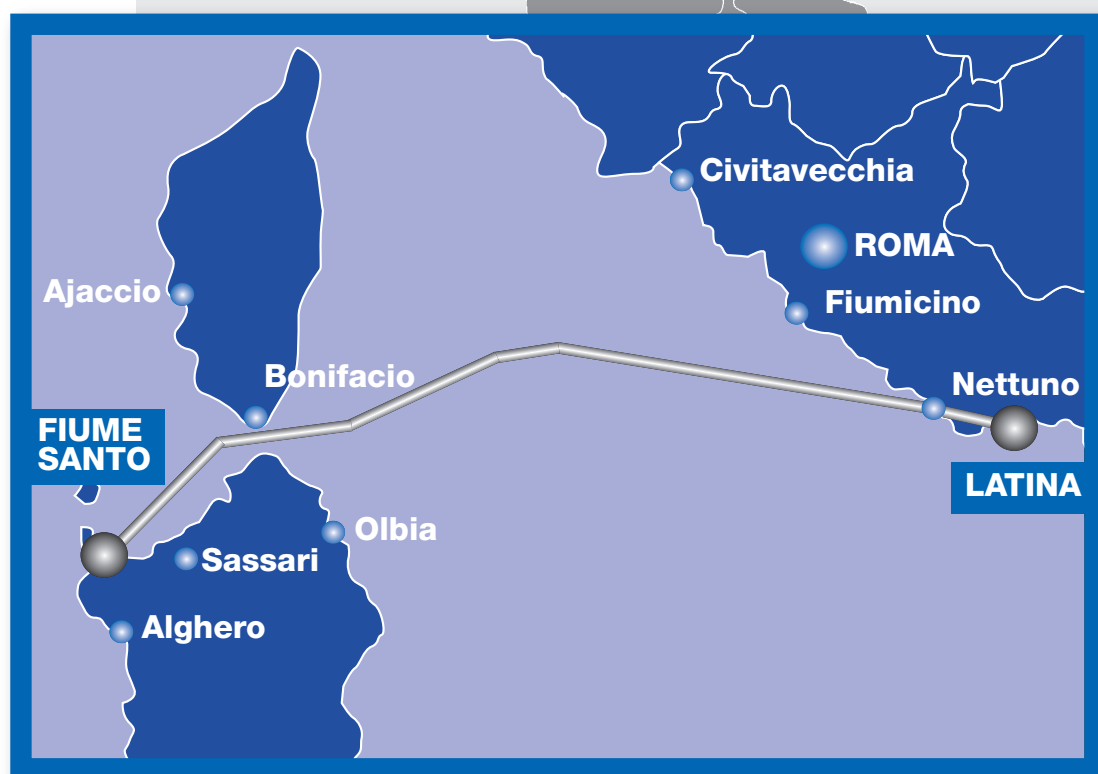 Civitavecchia
ROMA
Ajaccio
Fiumicino
Bonifacio
Nettuno
FIUME
SANTO
LATINA
Olbia
Sassari
Alghero